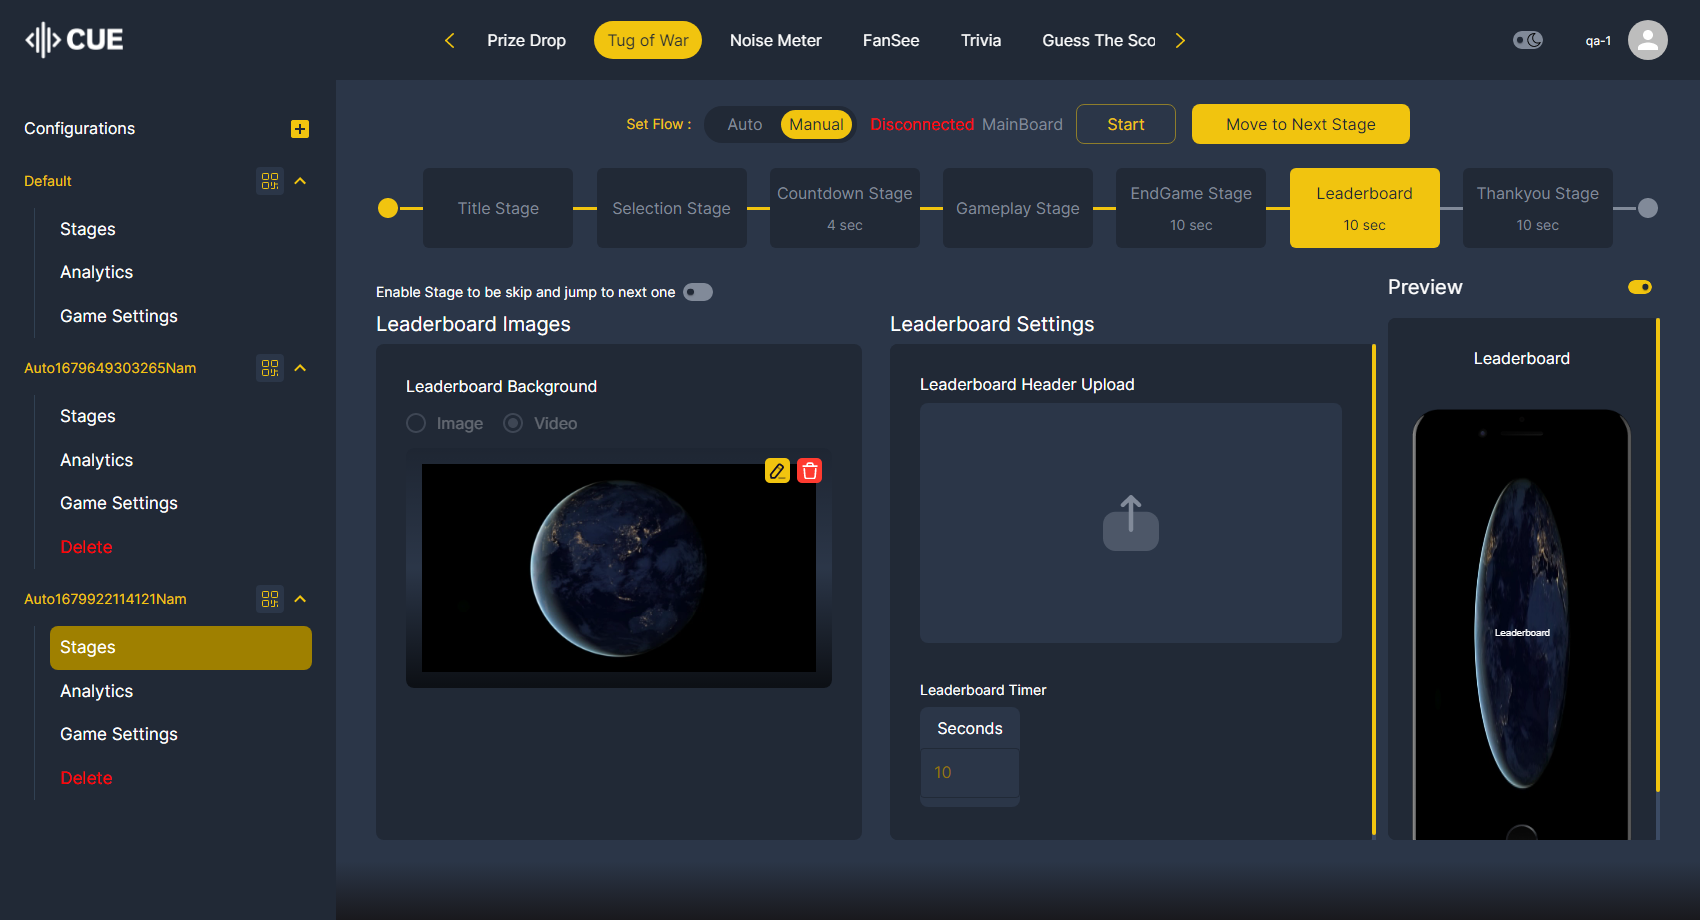 CUE
Prize Drop
Tug of War
Noise Meter
FanSee
Trivia
Guess The Sco
qa-1
Configurations
Default
Stages
Analytics
Game Settings
Auto1679649303265Nam
Stages
Analytics
Game Settings
Delete
Auto1679922114121Nam
Stages
Analytics
Game Settings
Delete
Set Flow :
Auto
Manual
Disconnected MainBoard
Start
Move to Next Stage
Title Stage
Selection Stage
Countdown Stage
4 sec
Gameplay Stage
EndGame Stage
10 sec
Leaderboard
10 sec
Thankyou Stage
10 sec
Enable Stage to be skip and jump to next one
Leaderboard Images
Leaderboard Background
Image
Video
Leaderboard Settings
Leaderboard Header Upload
Leaderboard Timer
Seconds
10
Preview
Leaderboard
Leaderboard